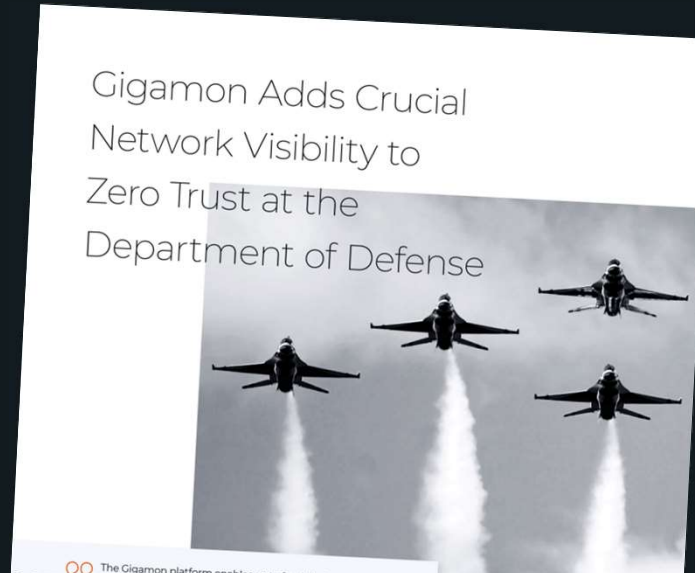 Gigamon Adds Crucial
Network Visibility to
Zero Trust at the
Department of Defense
The Gigamon platform